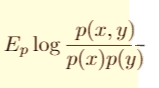 E_p log p(x, y) / p(x)p(y)